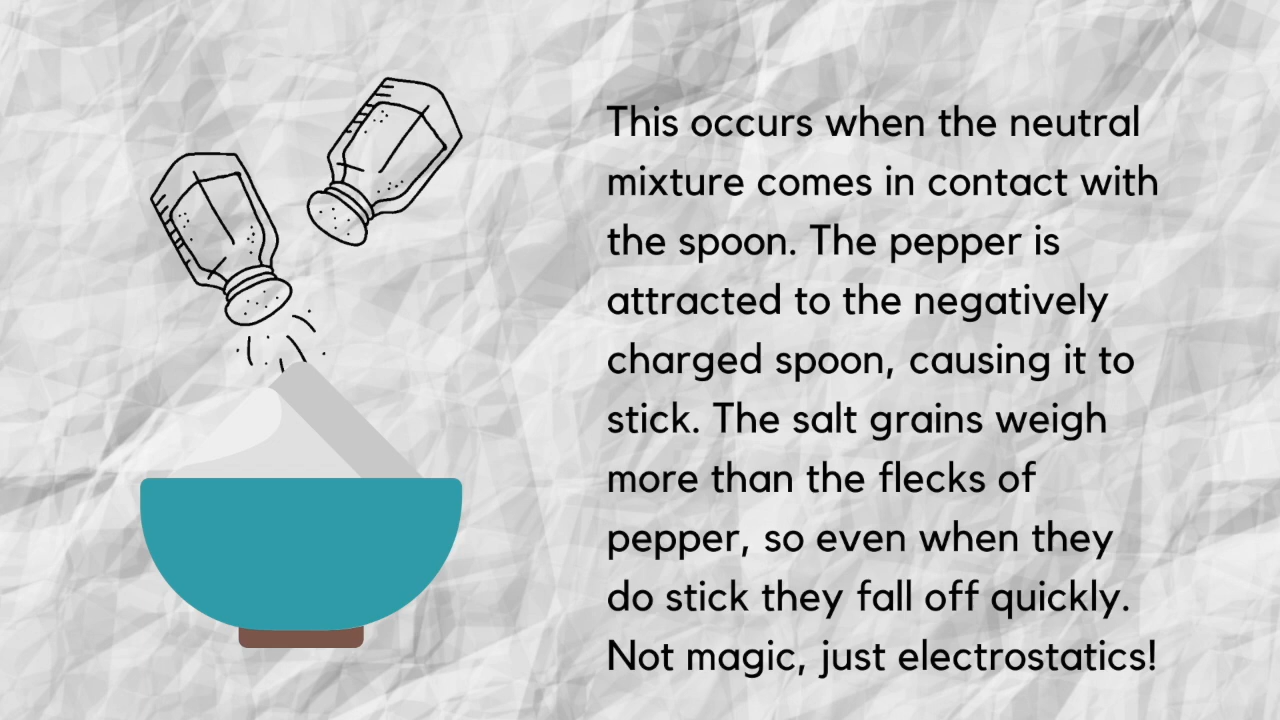 This occurs when the neutral
mixture comes in contact with
the spoon. The pepper is
attracted to the negatively
charged spoon, causing it to
stick. The salt grains weigh
more than the flecks of
pepper, so even when they
do stick they fall off quickly.
Not magic, just electrostatics!